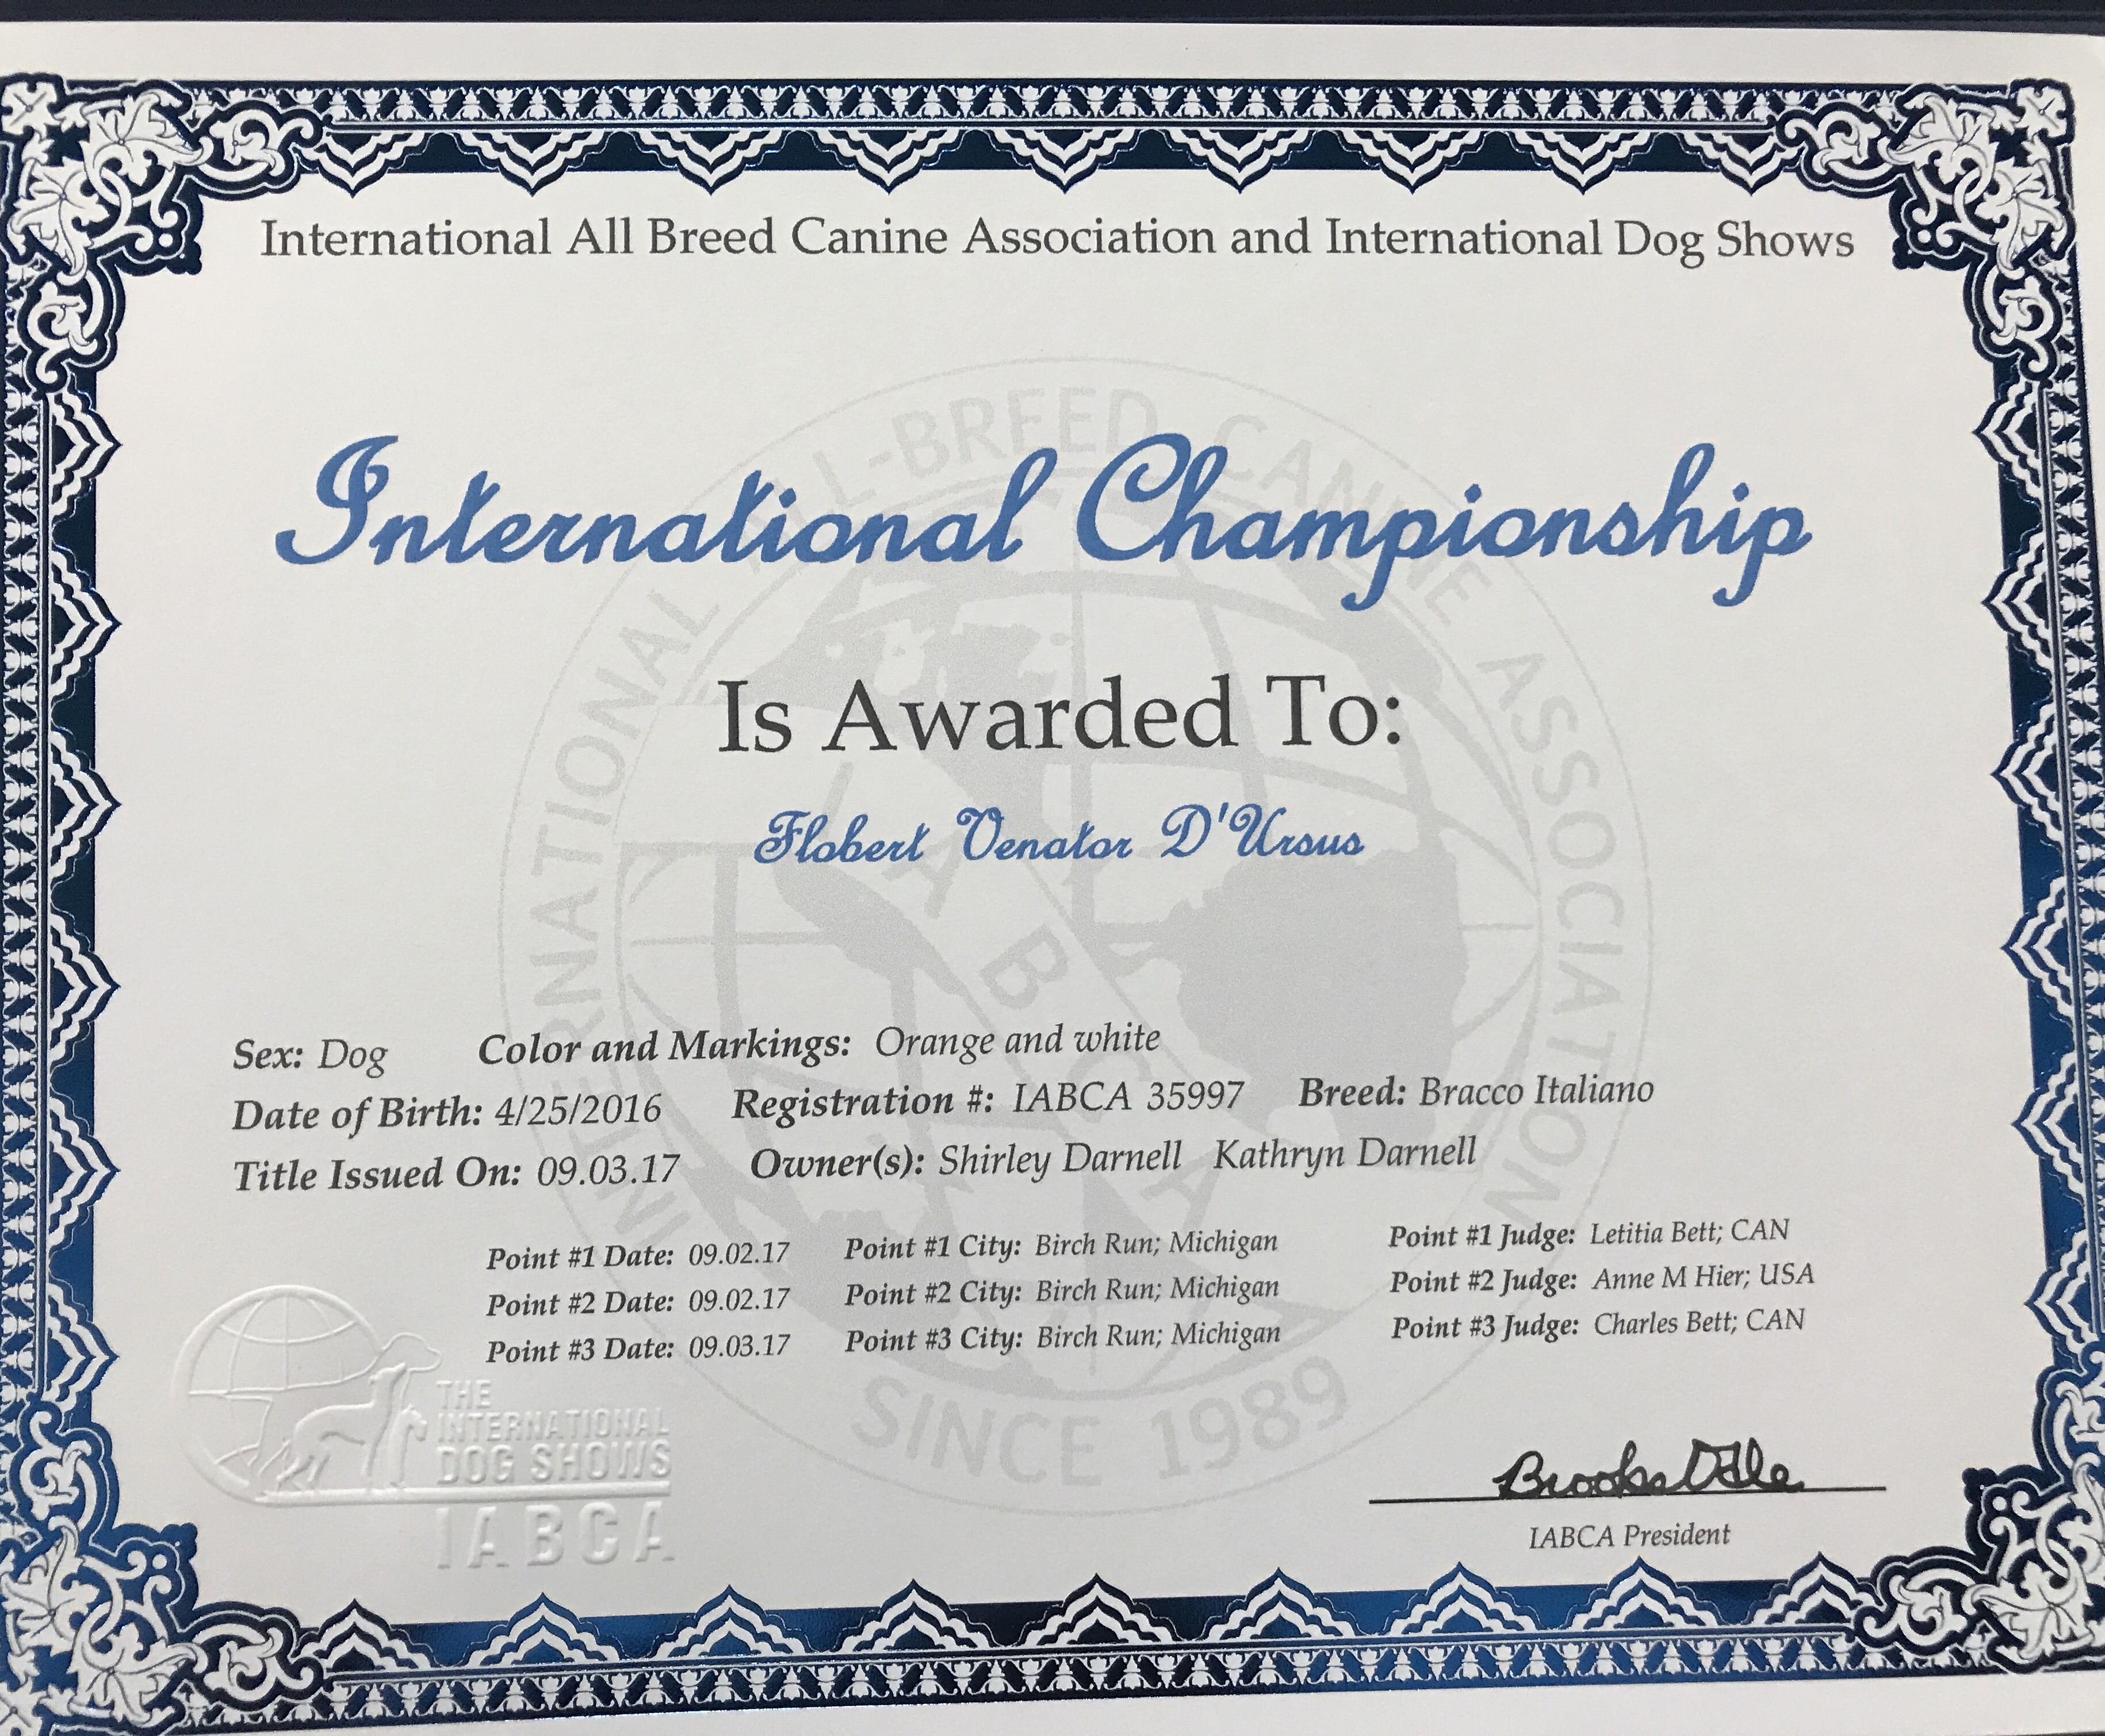 International All Breed Canine Association and International Dog Shows
INTERNATIONAL ALL-BREED CANINE ASSOCIATION
International Championship
Is Awarded To:
Flobert Venator D'Ursus
IABCA
Sex: Dog Color and Markings: Orange and white
Date of Birth: 4/25/2016 Registration #: IABCA 35997 Breed: Bracco Italiano
Title Issued On: 09.03.17 Owner(s): Shirley Darnell Kathryn Darnell
Point #1 Date: 09.02.17 Point #1 City: Birch Run; Michigan Point #1 Judge: Letitia Bett; CAN
Point #2 Date: 09.02.17 Point #2 City: Birch Run; Michigan Point #2 Judge: Anne M Hier; USA
Point #3 Date: 09.03.17 Point #3 City: Birch Run; Michigan Point #3 Judge: Charles Bett; CAN
SINCE 1989
THE
INTERNATIONAL
DOG SHOWS
IABCA
IABCA President